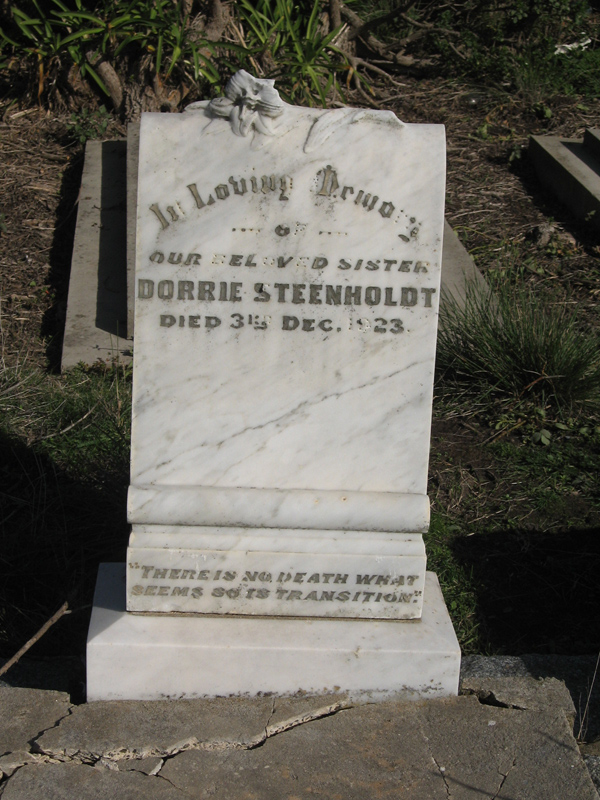 In Loving Memory
OF
OUR BELOVED SISTER
DORRIE STEENHOLDT
DIED 31ST DEC. 1923.
"THERE IS NO DEATH WHAT
SEEMS SO IS TRANSITION."